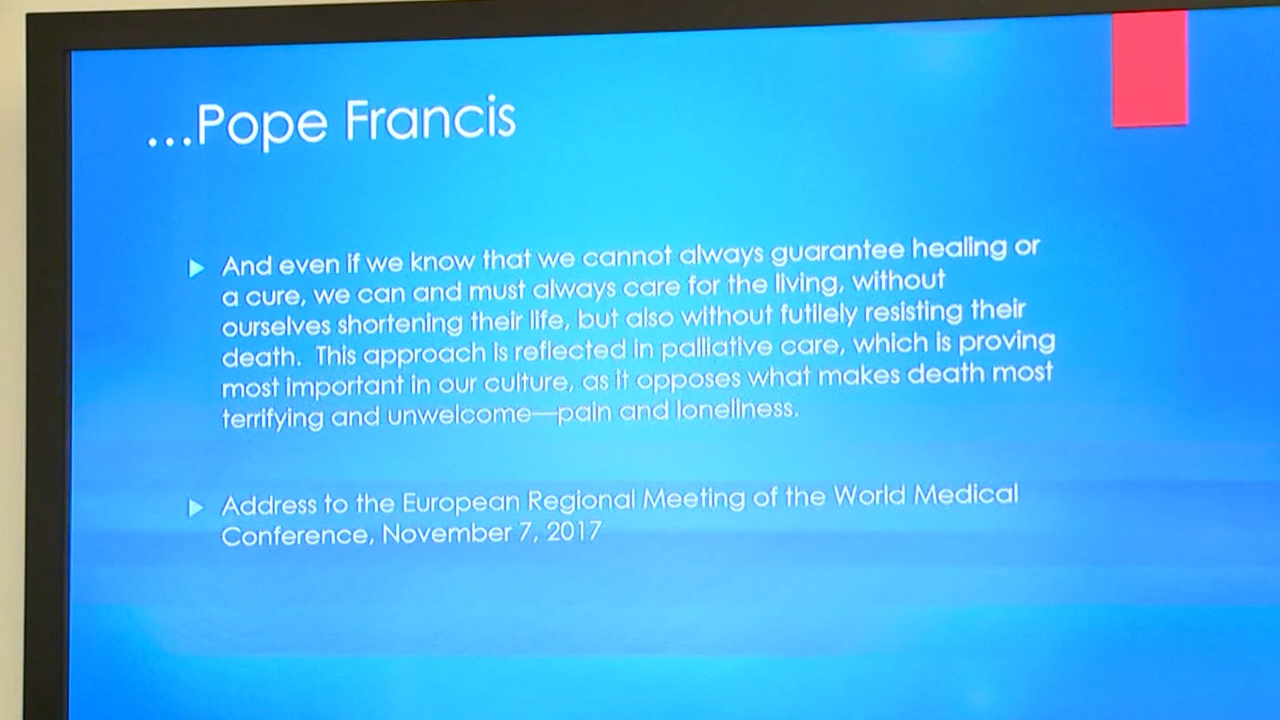 ...Pope Francis
And even if we know that we cannot always guarantee healing or
a cure, we can and must always care for the living, without
ourselves shortening their life, but also without futilely resisting their
death.  This approach is reflected in palliative care, which is proving
most important in our culture, as it opposes what makes death most
terrifying and unwelcome—pain and loneliness.
Address to the European Regional Meeting of the World Medical
Conference, November 7, 2017